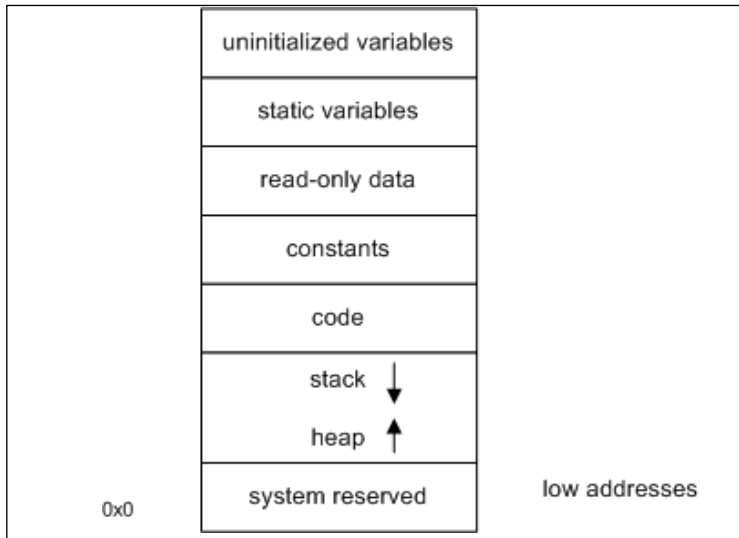 uninitialized variables
static variables
read-only data
constants
code
stack
heap
system reserved
low addresses
0x0